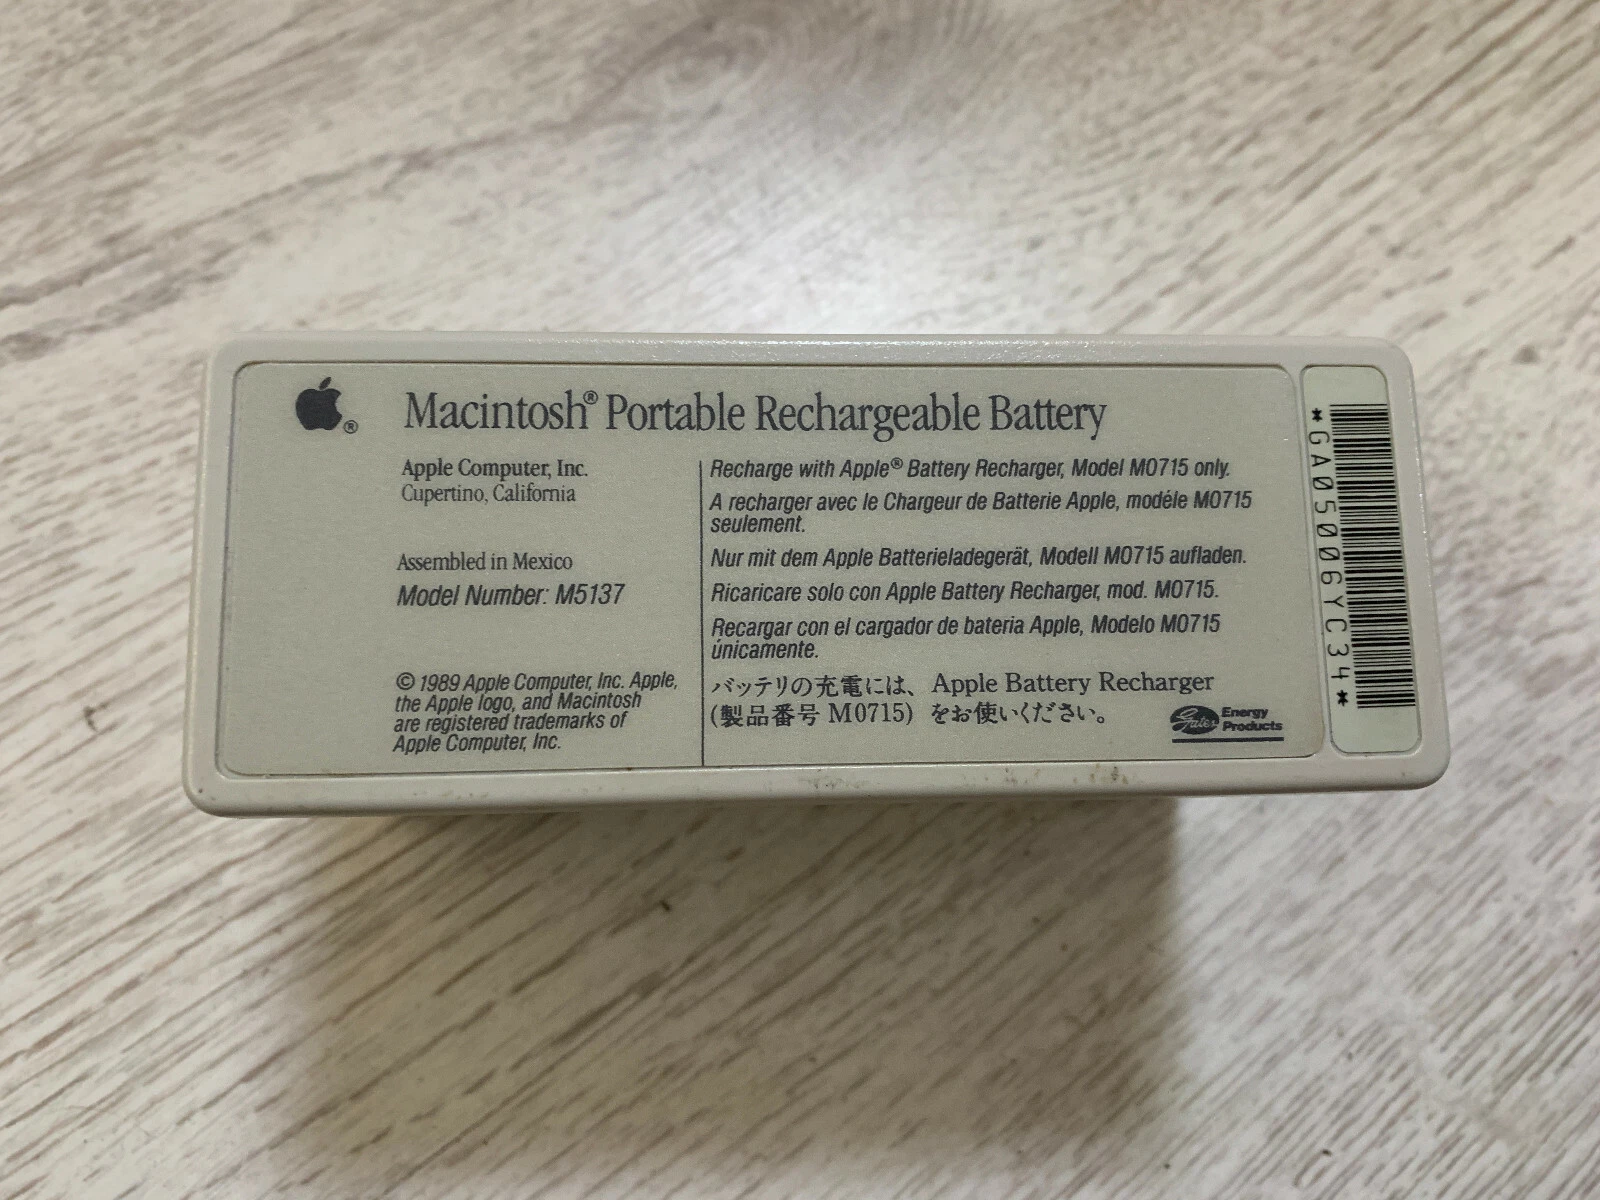 Macintosh® Portable Rechargeable Battery
Apple Computer, Inc.
Cupertino, California
Assembled in Mexico
Model Number: M5137
© 1989 Apple Computer, Inc. Apple,
the Apple logo, and Macintosh
are registered trademarks of
Apple Computer, Inc.
Recharge with Apple® Battery Recharger, Model M0715 only.
A recharger avec le Chargeur de Batterie Apple, modéle M0715
seulement.
Nur mit dem Apple Batterieladegerät, Modell M0715 aufladen.
Ricaricare solo con Apple Battery Recharger, mod. M0715.
Recargar con el cargador de bateria Apple, Modelo M0715
únicamente.
バッテリの充電には、Apple Battery Recharger
(製品番号 M0715) をお使いください。
Gates Energy
Products
*GA05006YC34*